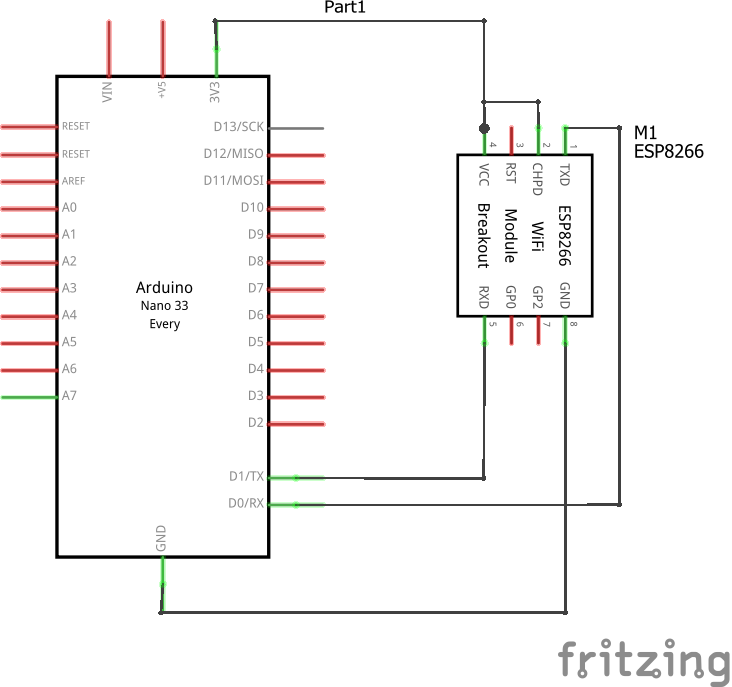 Part1
VIN
+V5
3V3
RESET
RESET
AREF
A0
A1
A2
A3
A4
A5
A6
A7
Arduino
Nano 33
Every
D13/SCK
D12/MISO
D11/MOSI
D10
D9
D8
D7
D6
D5
D4
D3
D2
D1/TX
D0/RX
GND
M1
ESP8266
4
3
2
1
VCC
RST
CHPD
TXD
ESP8266
WiFi
Module
Breakout
RXD
GP0
GP2
GND
5
6
7
8
fritzing